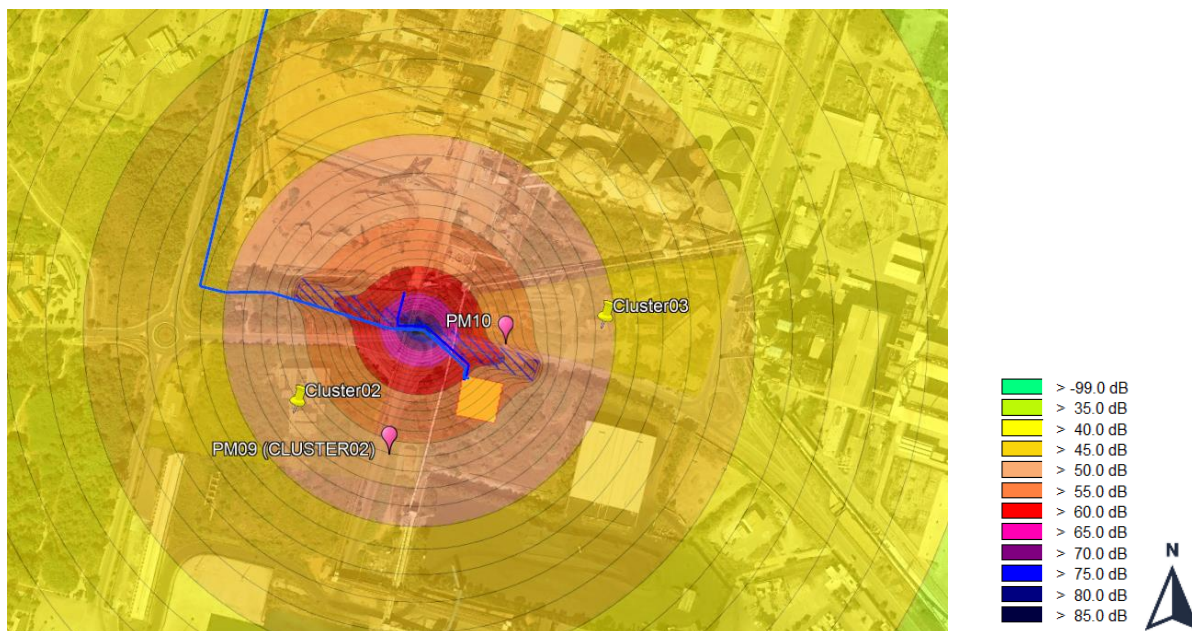 Cluster03
PM10
Cluster02
PM09 (CLUSTER02)
> -99.0 dB
> 35.0 dB
> 40.0 dB
> 45.0 dB
> 50.0 dB
> 55.0 dB
> 60.0 dB
> 65.0 dB
> 70.0 dB
> 75.0 dB
> 80.0 dB
> 85.0 dB
N